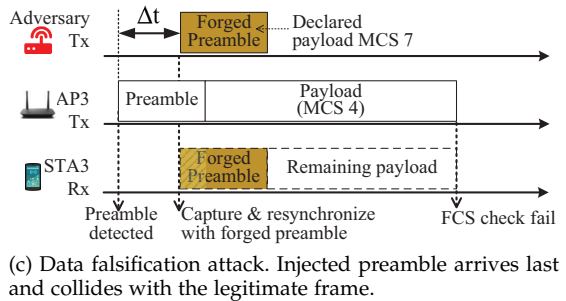 Adversary
Tx
Δt
Forged
Preamble
Declared
payload MCS 7
AP3
Tx
Preamble
Payload
(MCS 4)
STA3
Rx
Forged
Preamble
Remaining payload
Preamble
detected
Capture & resynchronize
with forged preamble
FCS check fail
(c) Data falsification attack. Injected preamble arrives last
and collides with the legitimate frame.